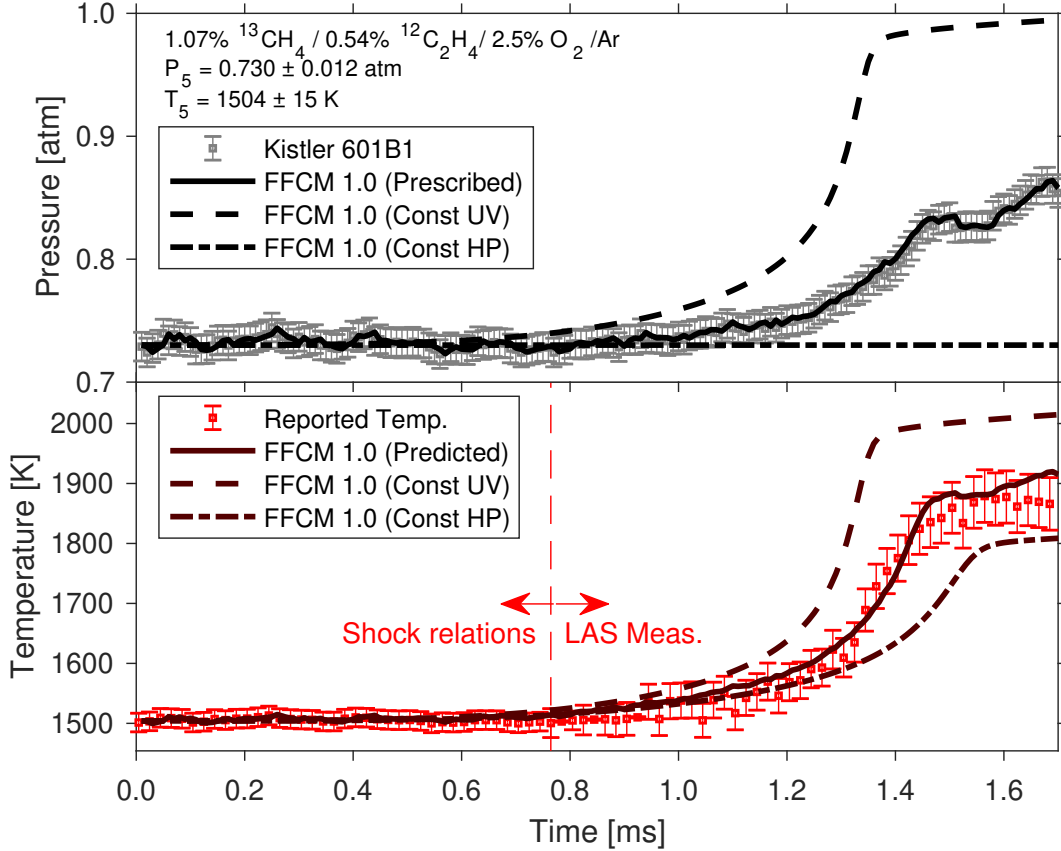 1.07% ¹³CH₄ / 0.54% ¹²C₂H₄/ 2.5% O₂ /Ar
P₅ = 0.730 ± 0.012 atm
T₅ = 1504 ± 15 K
Kistler 601B1
FFCM 1.0 (Prescribed)
FFCM 1.0 (Const UV)
FFCM 1.0 (Const HP)
Pressure [atm]
1.0
0.9
0.8
0.7
Reported Temp.
FFCM 1.0 (Predicted)
FFCM 1.0 (Const UV)
FFCM 1.0 (Const HP)
Shock relations
LAS Meas.
Temperature [K]
2000
1900
1800
1700
1600
1500
0.0 0.2 0.4 0.6 0.8 1.0 1.2 1.4 1.6
Time [ms]